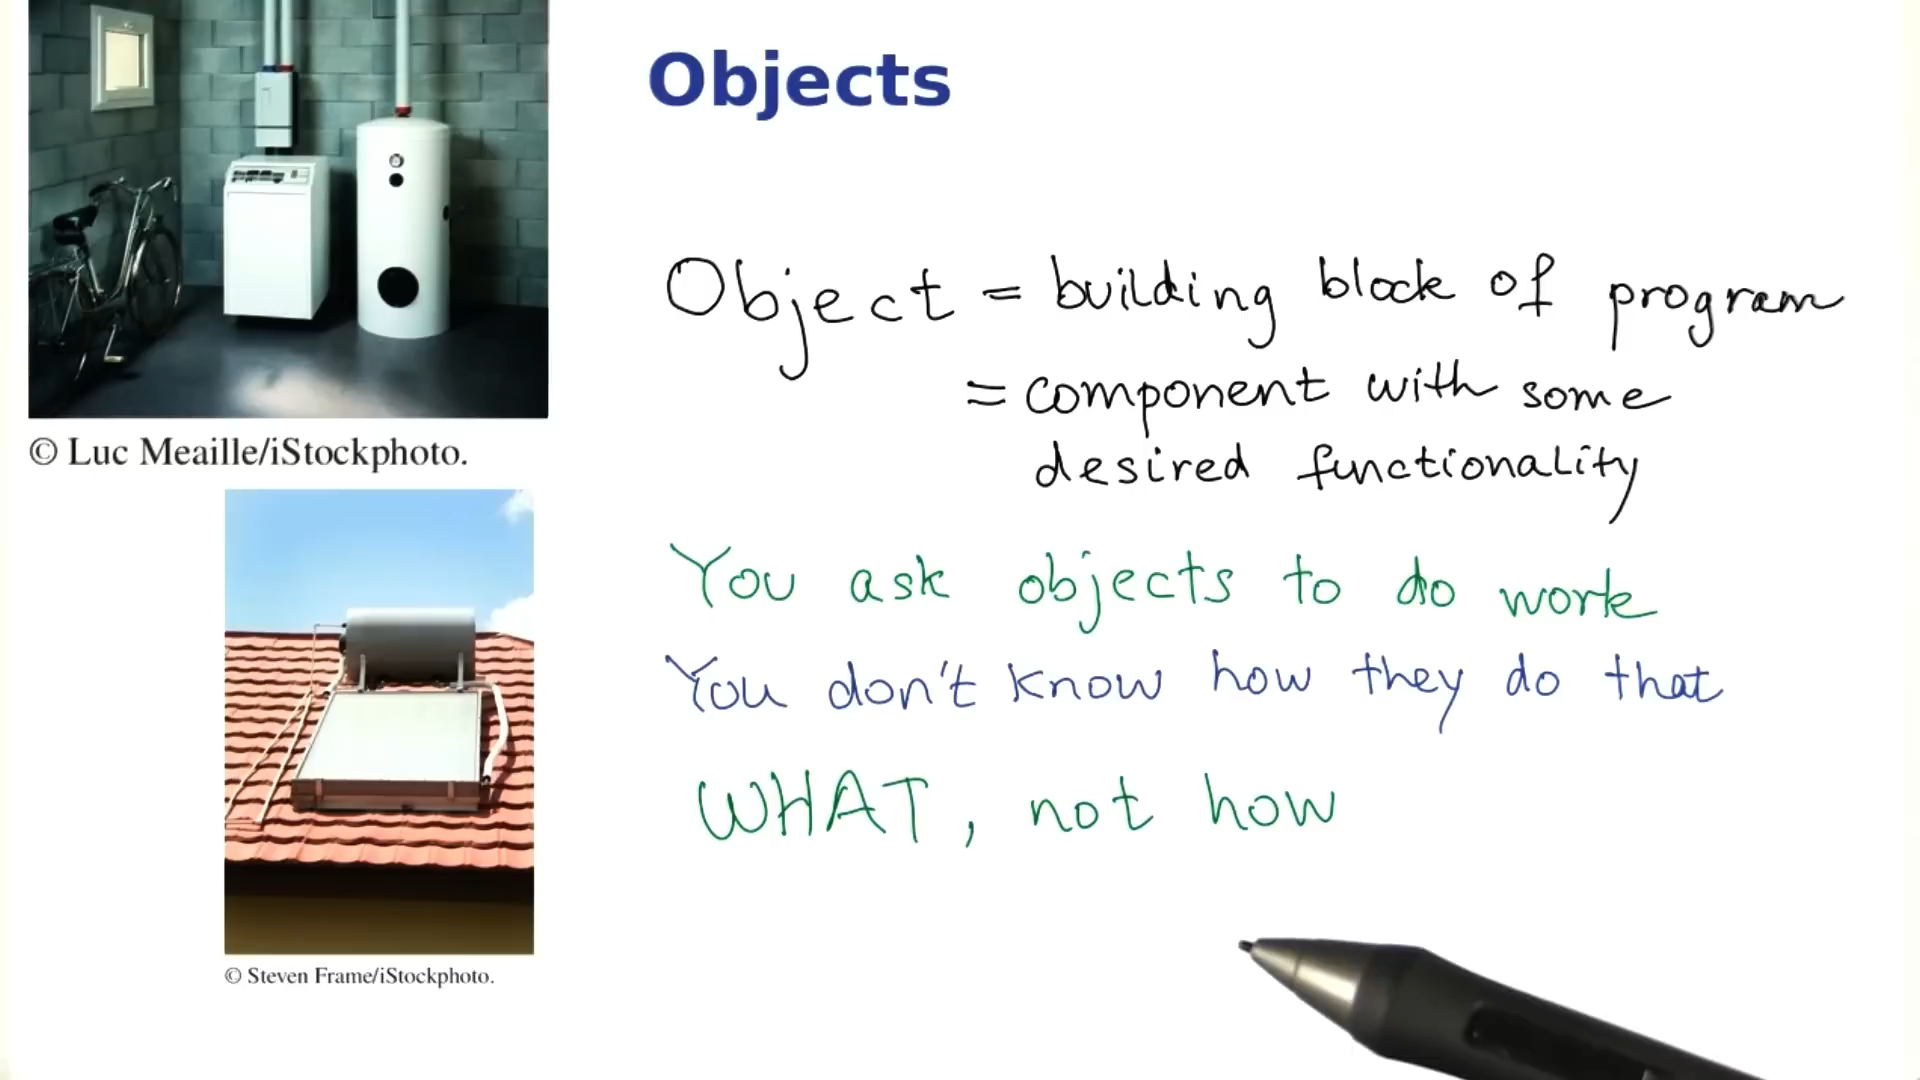 Objects
Object = building block of program
= component with some
desired functionality
You ask objects to do work
You don't know how they do that
WHAT, not how
© Luc Meaille/iStockphoto.
© Steven Frame/iStockphoto.